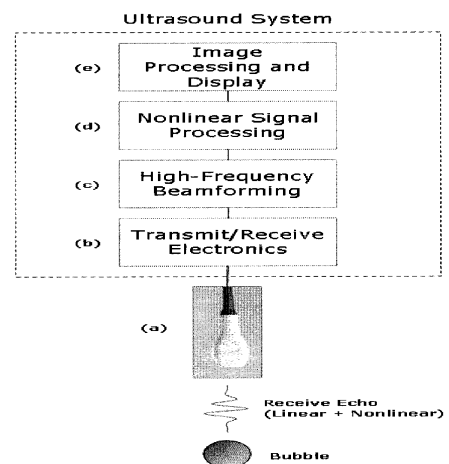 Ultrasound System
(e)
Image
Processing and
Display
(d)
Nonlinear Signal
Processing
(c)
High-Frequency
Beamforming
(b)
Transmit/Receive
Electronics
(a)
Receive Echo
(Linear + Nonlinear)
Bubble